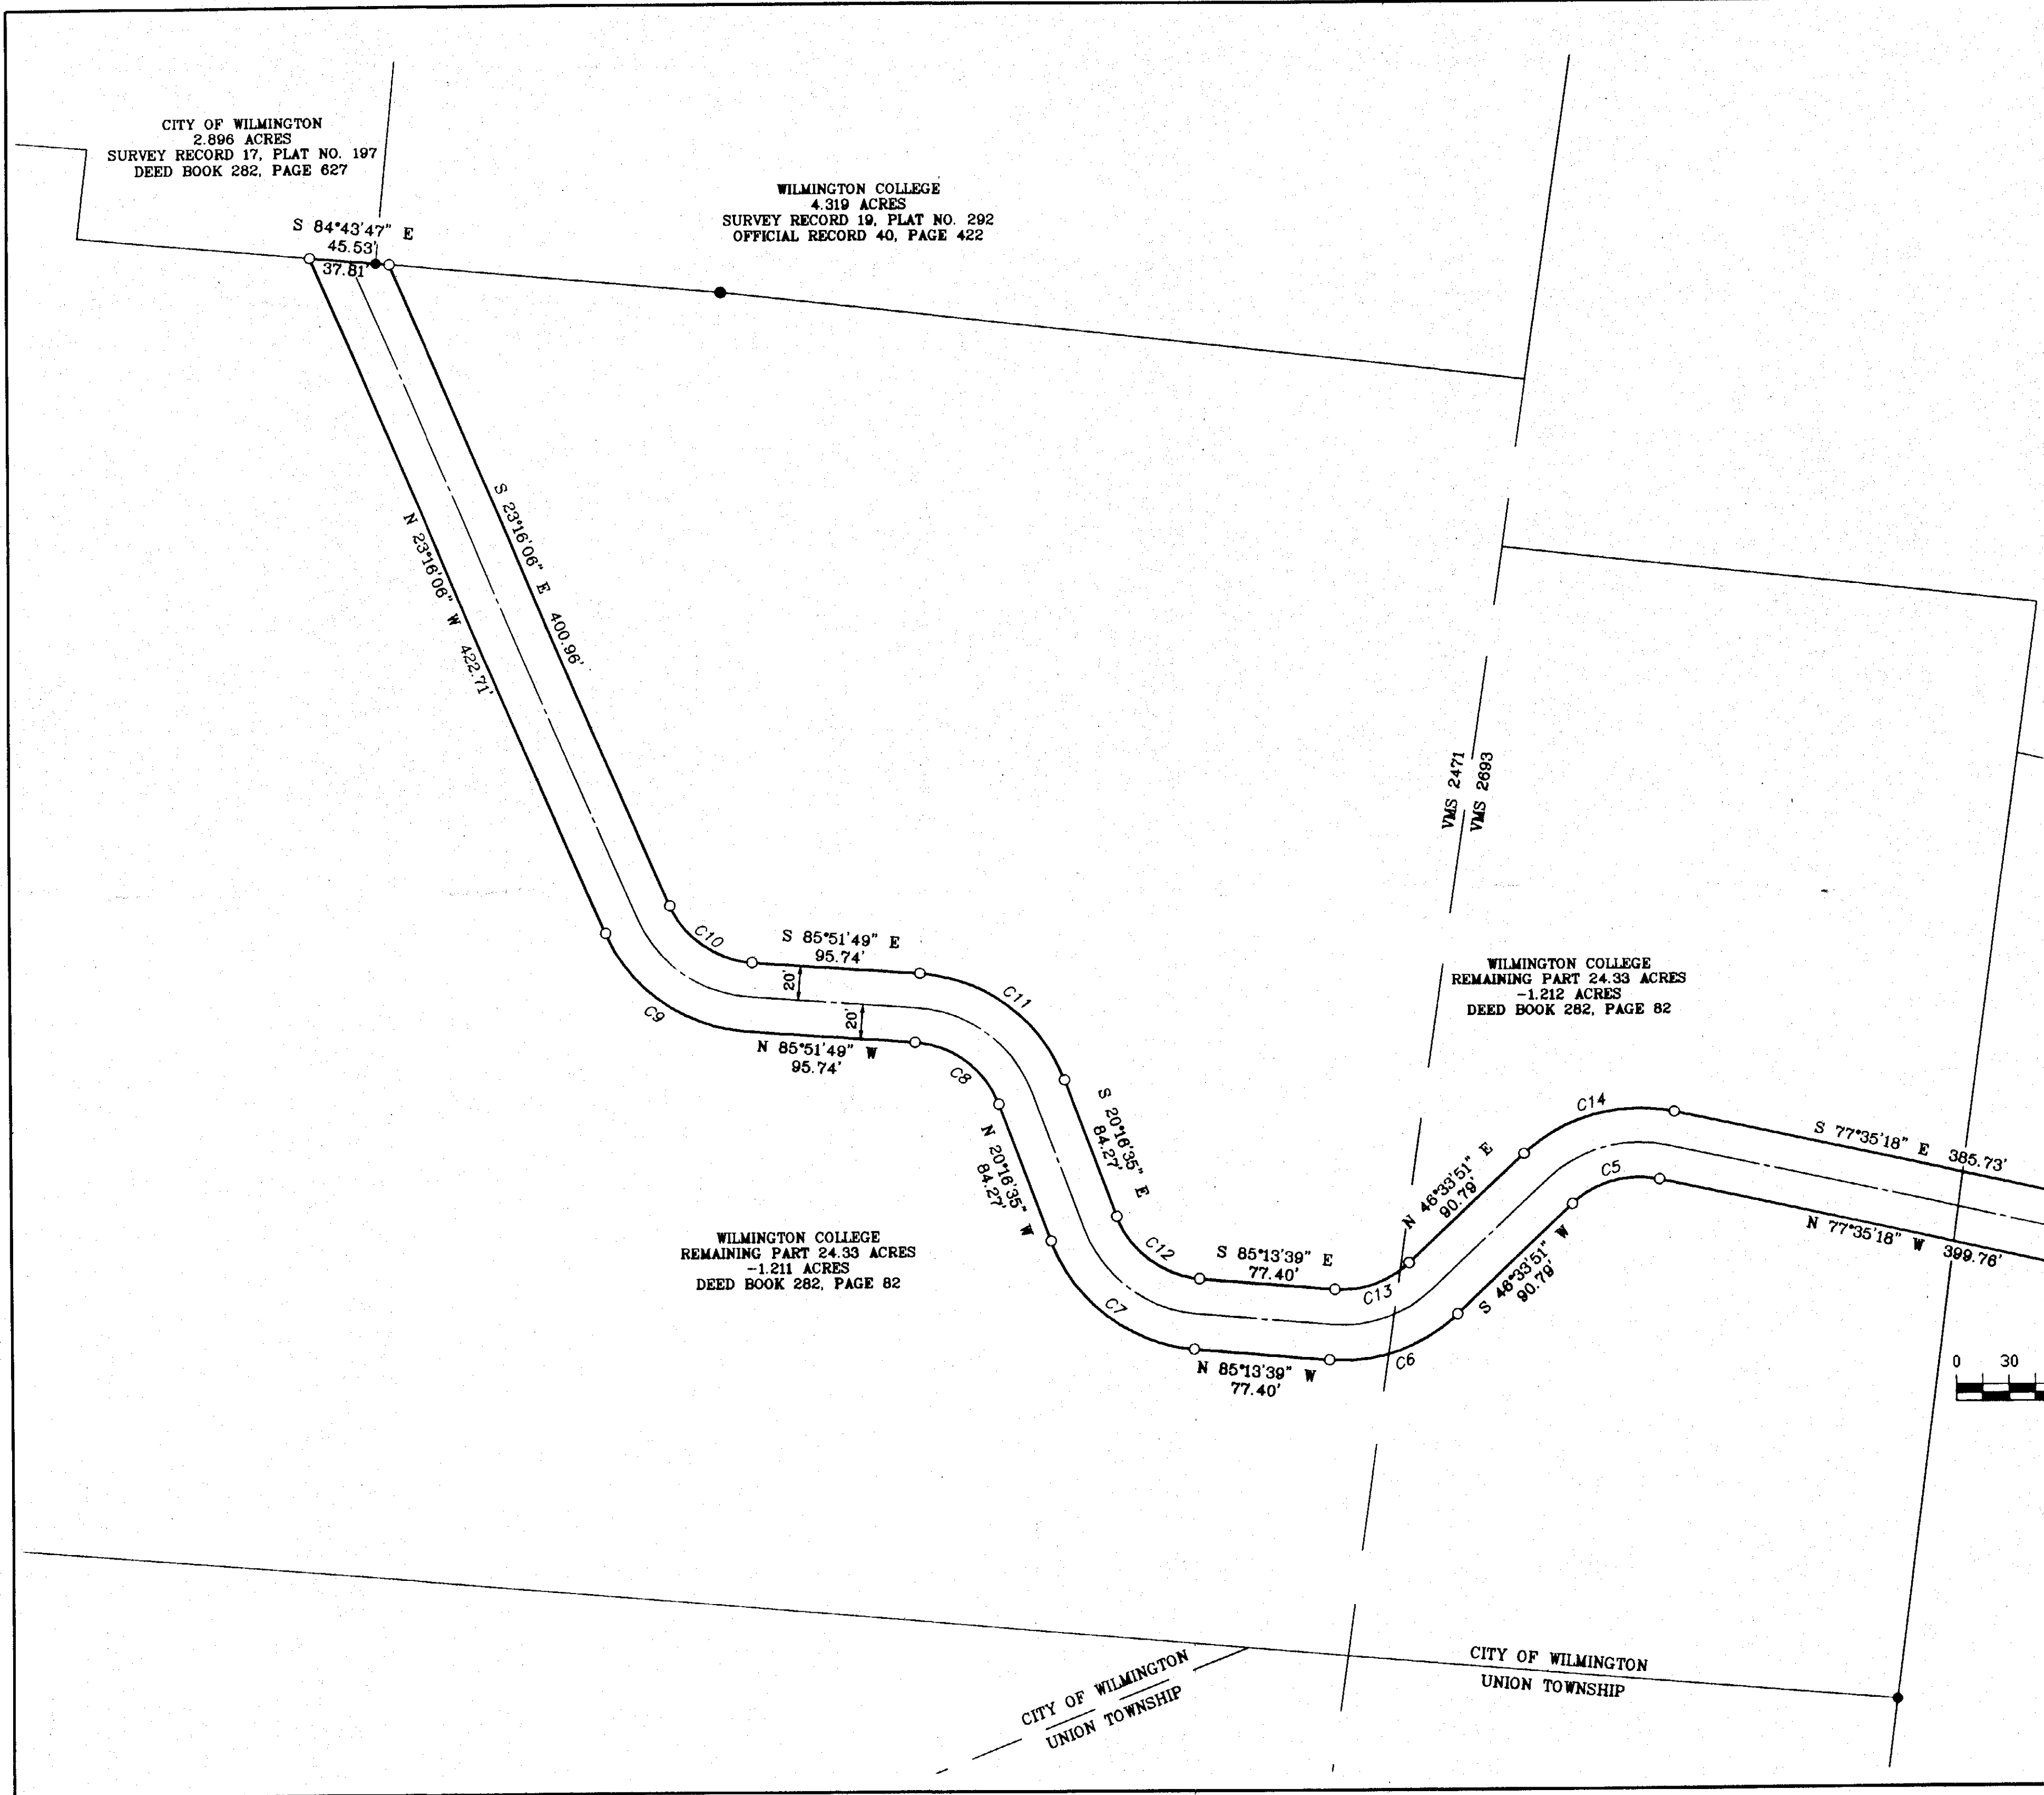 CITY OF WILMINGTON
2.896 ACRES
SURVEY RECORD 17, PLAT NO. 197
DEED BOOK 282, PAGE 627
WILMINGTON COLLEGE
4.319 ACRES
SURVEY RECORD 19, PLAT NO. 292
OFFICIAL RECORD 40, PAGE 422
S 84°43'47" E
45.53'
37.81'
S 23°16'06" E 400.96'
N 23°16'06" W 422.71'
VMS 2471
VMS 2693
C10
S 85°51'49" E
95.74'
20'
20'
C11
C9
N 85°51'49" W
95.74'
C8
WILMINGTON COLLEGE
REMAINING PART 24.33 ACRES
-1.212 ACRES
DEED BOOK 282, PAGE 82
S 20°16'35" E
84.27'
N 20°16'35" W
84.27'
C14
S 77°35'18" E 385.73'
C5
N 46°33'51" E
90.79'
N 77°35'18" W 399.76'
WILMINGTON COLLEGE
REMAINING PART 24.33 ACRES
-1.211 ACRES
DEED BOOK 282, PAGE 82
C12
S 85°13'39" E
77.40'
C13
S 46°33'51" W
90.79'
C7
N 85°13'39" W
77.40'
C6
0 30
CITY OF WILMINGTON
UNION TOWNSHIP
CITY OF WILMINGTON
UNION TOWNSHIP